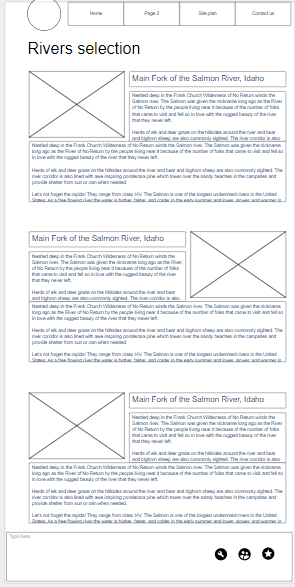 Home
Page 2
Site plan
Contact us
Rivers selection
Main Fork of the Salmon River, Idaho
Nestled deep in the Frank Church Wilderness of No Return winds the
Salmon river. The Salmon was given the nickname long ago as the River
of No Return by the people living near it because of the number of folks
that came to visit and fell so in love with the rugged beauty of the river
that they never left.
Herds of elk and deer graze on the hillsides around the river and bear
and bighorn sheep are also commonly sighted. The river corridor is also
Nestled deep in the Frank Church Wilderness of No Return winds the Salmon river. The Salmon was given the nickname
long ago as the River of No Return by the people living near it because of the number of folks that came to visit and fell so
in love with the rugged beauty of the river that they never left.
Herds of elk and deer graze on the hillsides around the river and bear and bighorn sheep are also commonly sighted. The
river corridor is also lined with awe inspiring ponderosa pine which tower over the sandy beaches in the campsites and
provide shelter from sun or rain when needed.
Let's not forget the rapids! They range from class I-IV. The Salmon is one of the longest undammed rivers in the United
States. As a free flowing river the water is higher, faster, and colder in the early summer and lower, slower, and warmer in
Main Fork of the Salmon River, Idaho
Nestled deep in the Frank Church Wilderness of No Return winds the
Salmon river. The Salmon was given the nickname long ago as the River
of No Return by the people living near it because of the number of folks
that came to visit and fell so in love with the rugged beauty of the river
that they never left.
Herds of elk and deer graze on the hillsides around the river and bear
and bighorn sheep are also commonly sighted. The river corridor is also
Nestled deep in the Frank Church Wilderness of No Return winds the Salmon river. The Salmon was given the nickname
long ago as the River of No Return by the people living near it because of the number of folks that came to visit and fell so
in love with the rugged beauty of the river that they never left.
Herds of elk and deer graze on the hillsides around the river and bear and bighorn sheep are also commonly sighted. The
river corridor is also lined with awe inspiring ponderosa pine which tower over the sandy beaches in the campsites and
provide shelter from sun or rain when needed.
Let's not forget the rapids! They range from class I-IV. The Salmon is one of the longest undammed rivers in the United
States. As a free flowing river the water is higher, faster, and colder in the early summer and lower, slower, and warmer in
Main Fork of the Salmon River, Idaho
Nestled deep in the Frank Church Wilderness of No Return winds the
Salmon river. The Salmon was given the nickname long ago as the River
of No Return by the people living near it because of the number of folks
that came to visit and fell so in love with the rugged beauty of the river
that they never left.
Herds of elk and deer graze on the hillsides around the river and bear
and bighorn sheep are also commonly sighted. The river corridor is also
Nestled deep in the Frank Church Wilderness of No Return winds the Salmon river. The Salmon was given the nickname
long ago as the River of No Return by the people living near it because of the number of folks that came to visit and fell so
in love with the rugged beauty of the river that they never left.
Herds of elk and deer graze on the hillsides around the river and bear and bighorn sheep are also commonly sighted. The
river corridor is also lined with awe inspiring ponderosa pine which tower over the sandy beaches in the campsites and
provide shelter from sun or rain when needed.
Let's not forget the rapids! They range from class I-IV. The Salmon is one of the longest undammed rivers in the United
States. As a free flowing river the water is higher, faster, and colder in the early summer and lower, slower, and warmer in
Type here